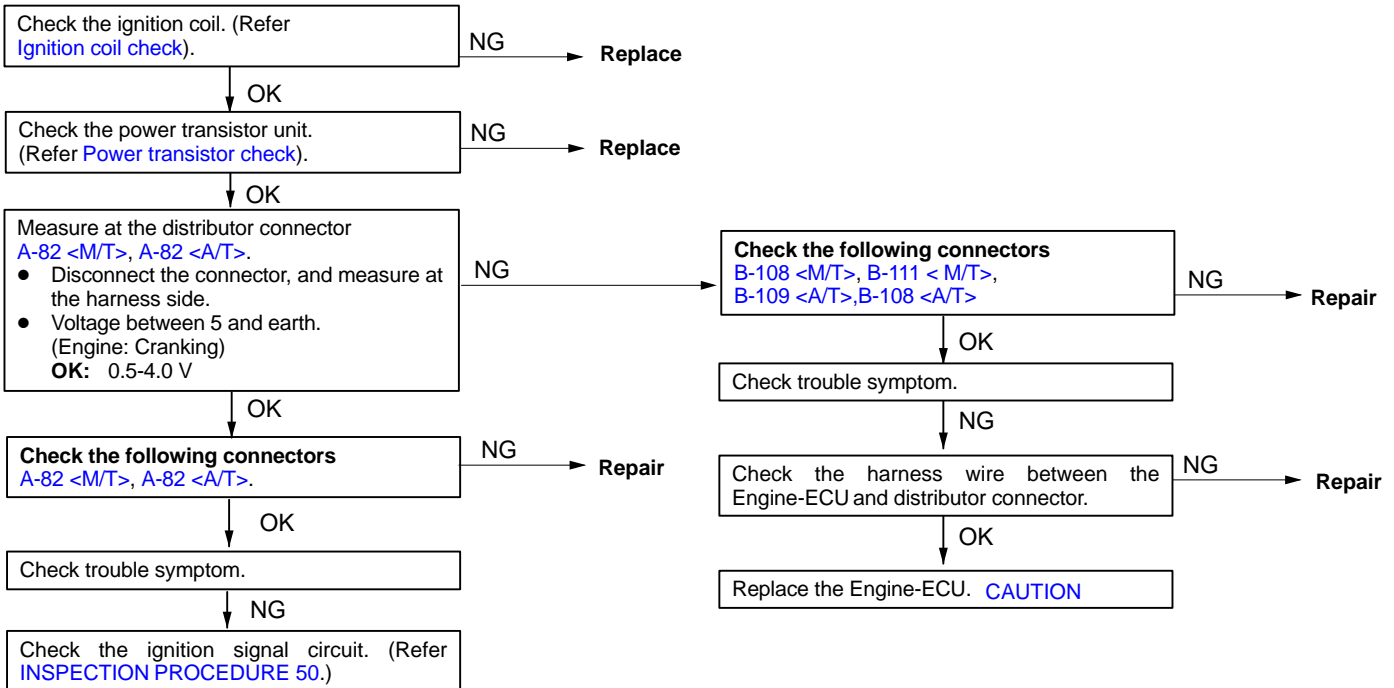 Check the ignition coil. (Refer
Ignition coil check).
NG
Replace
OK
Check the power transistor unit.
(Refer Power transistor check).
NG
Replace
OK
Measure at the distributor connector
A-82 <M/T>, A-82 <A/T>.
● Disconnect the connector, and measure at
the harness side.
● Voltage between 5 and earth.
(Engine: Cranking)
OK: 0.5-4.0 V
NG
OK
Check the following connectors
A-82 <M/T>, A-82 <A/T>.
NG
Repair
OK
Check trouble symptom.
NG
Check the ignition signal circuit. (Refer
INSPECTION PROCEDURE 50.)
Check the following connectors
B-108 <M/T>, B-111 < M/T>,
B-109 <A/T>,B-108 <A/T>
NG
Repair
OK
Check trouble symptom.
NG
Check the harness wire between the
Engine-ECU and distributor connector.
NG
Repair
OK
Replace the Engine-ECU. CAUTION